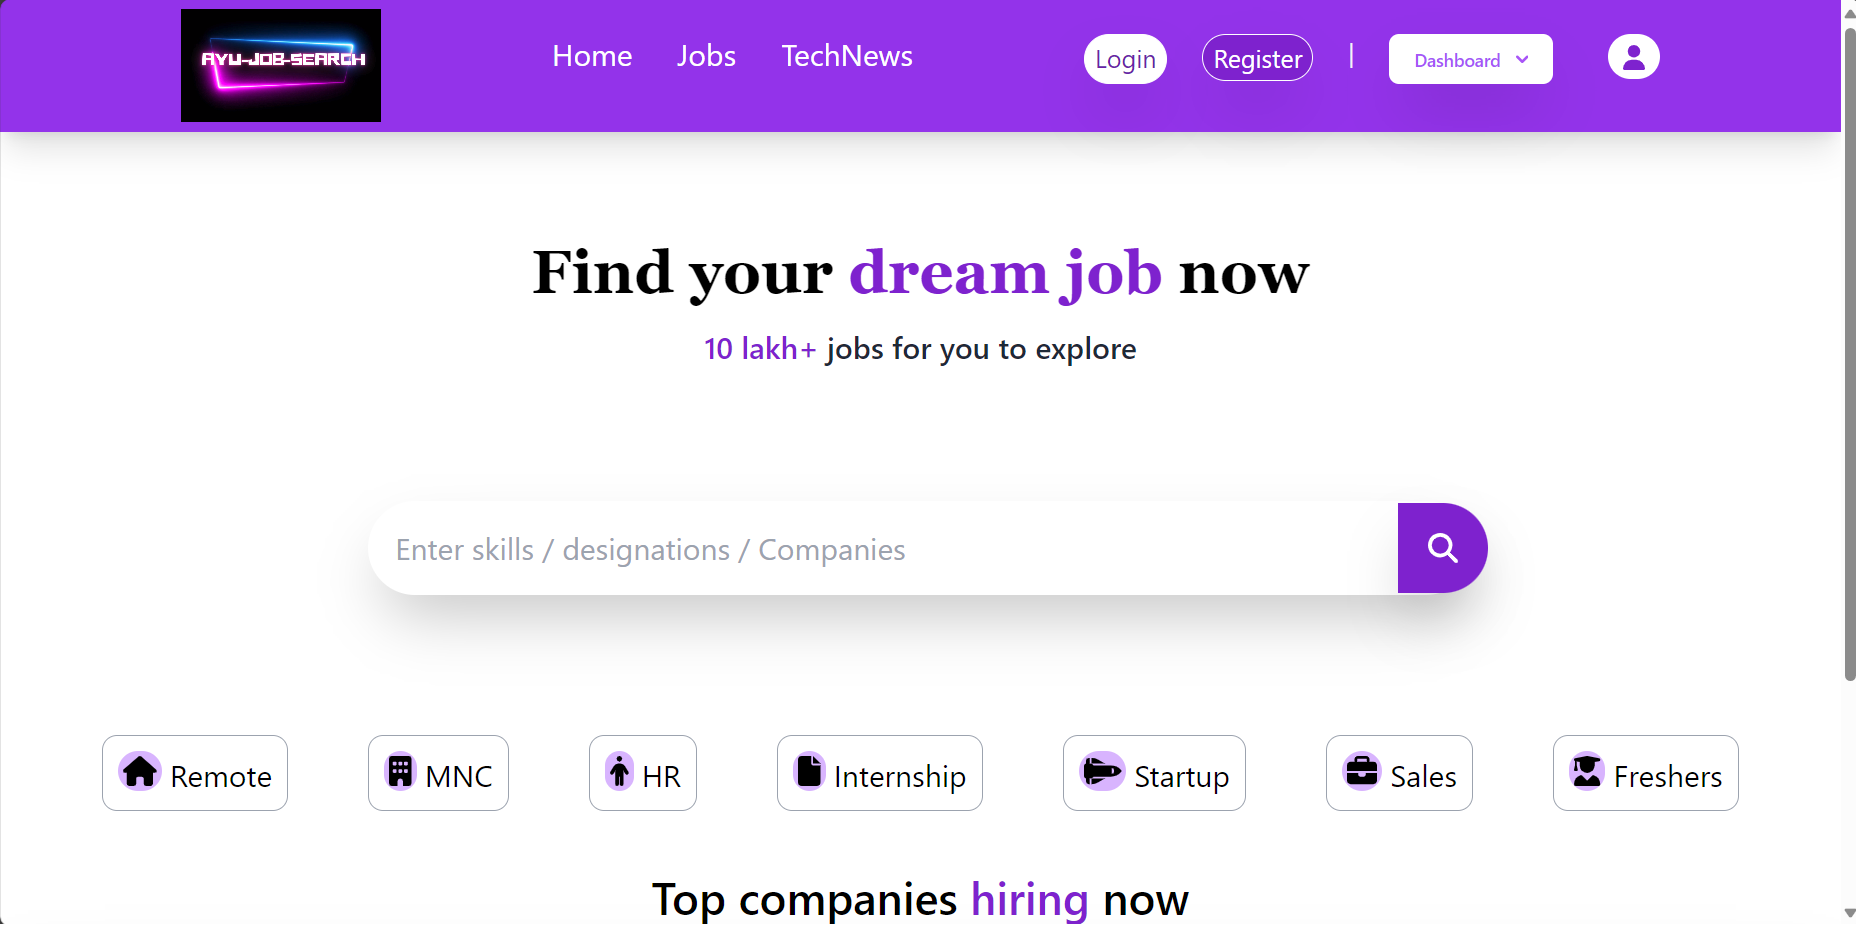 AYU-JOB-SEARCH
Home Jobs TechNews Login Register | Dashboard
Find your dream job now
10 lakh+ jobs for you to explore
Enter skills / designations / Companies
Remote MNC HR Internship Startup Sales Freshers
Top companies hiring now